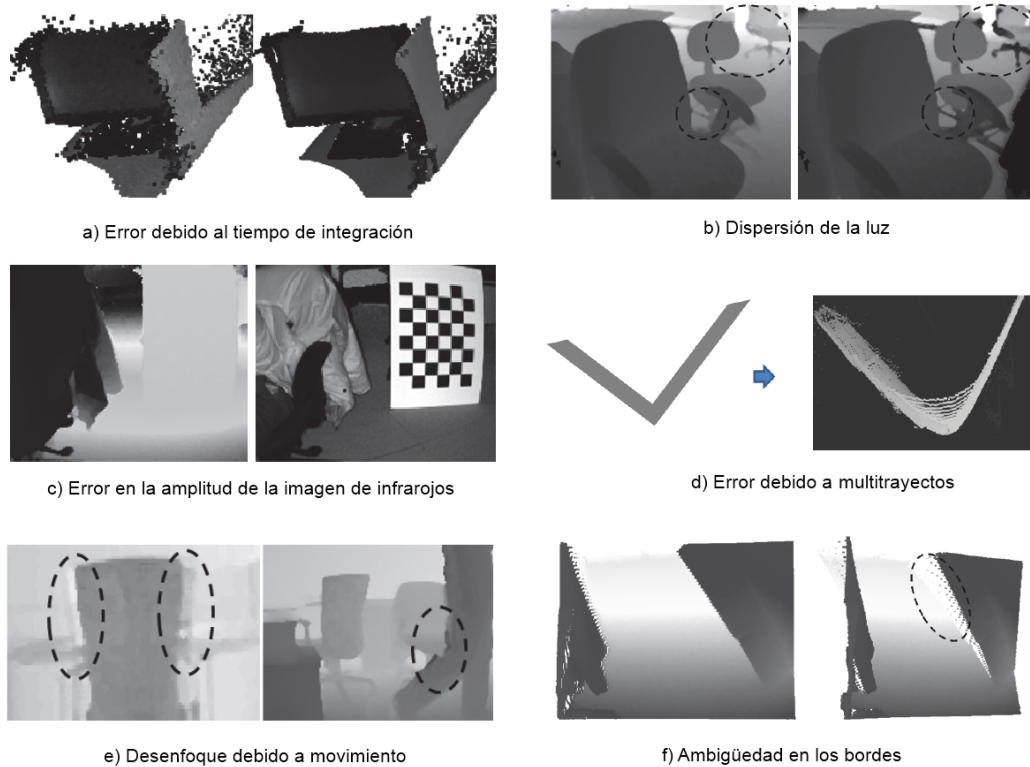 a) Error debido al tiempo de integración
b) Dispersión de la luz
c) Error en la amplitud de la imagen de infrarojos
d) Error debido a multitrayectos
e) Desenfoque debido a movimiento
f) Ambigüedad en los bordes